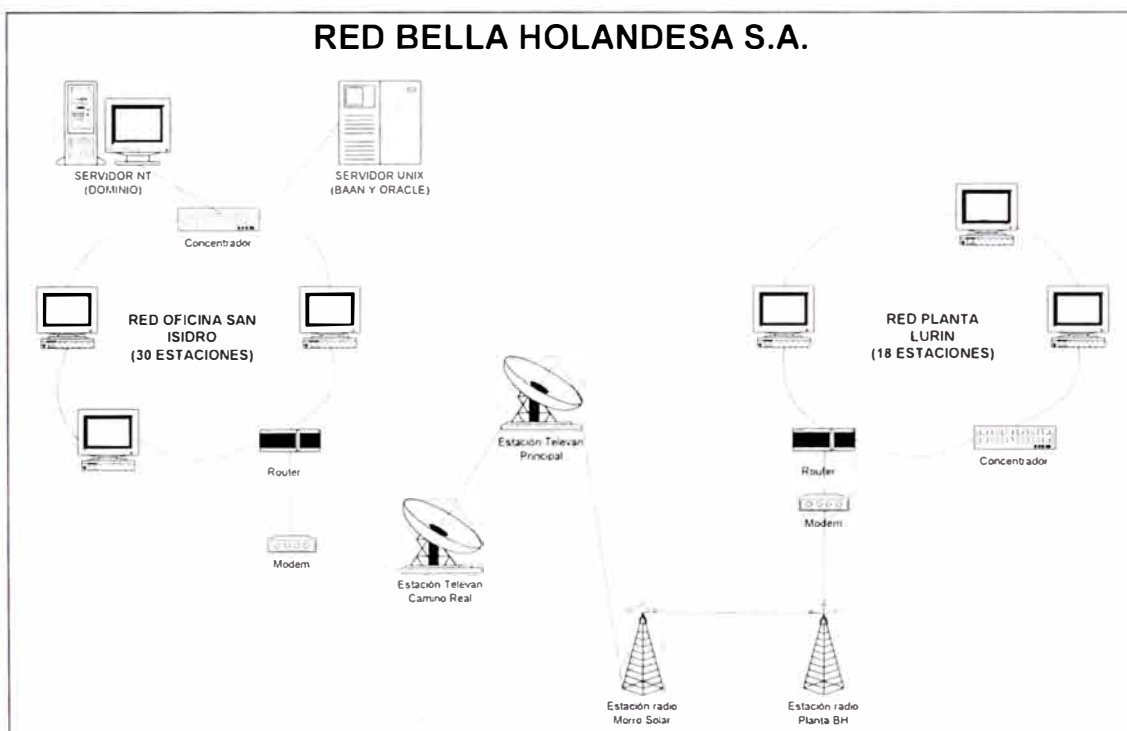 RED BELLA HOLANDESA S.A.
SERVIDOR NT
(DOMINIO)
SERVIDOR UNIX
(BAAN Y ORACLE)
Concentrador
RED OFICINA SAN
ISIDRO
(30 ESTACIONES)
RED PLANTA
LURIN
(18 ESTACIONES)
Estación Televan
Principal
Router
Router
Concentrador
Modem
Modem
Estación Televan
Camino Real
Estación radio
Morro Solar
Estación radio
Planta BH